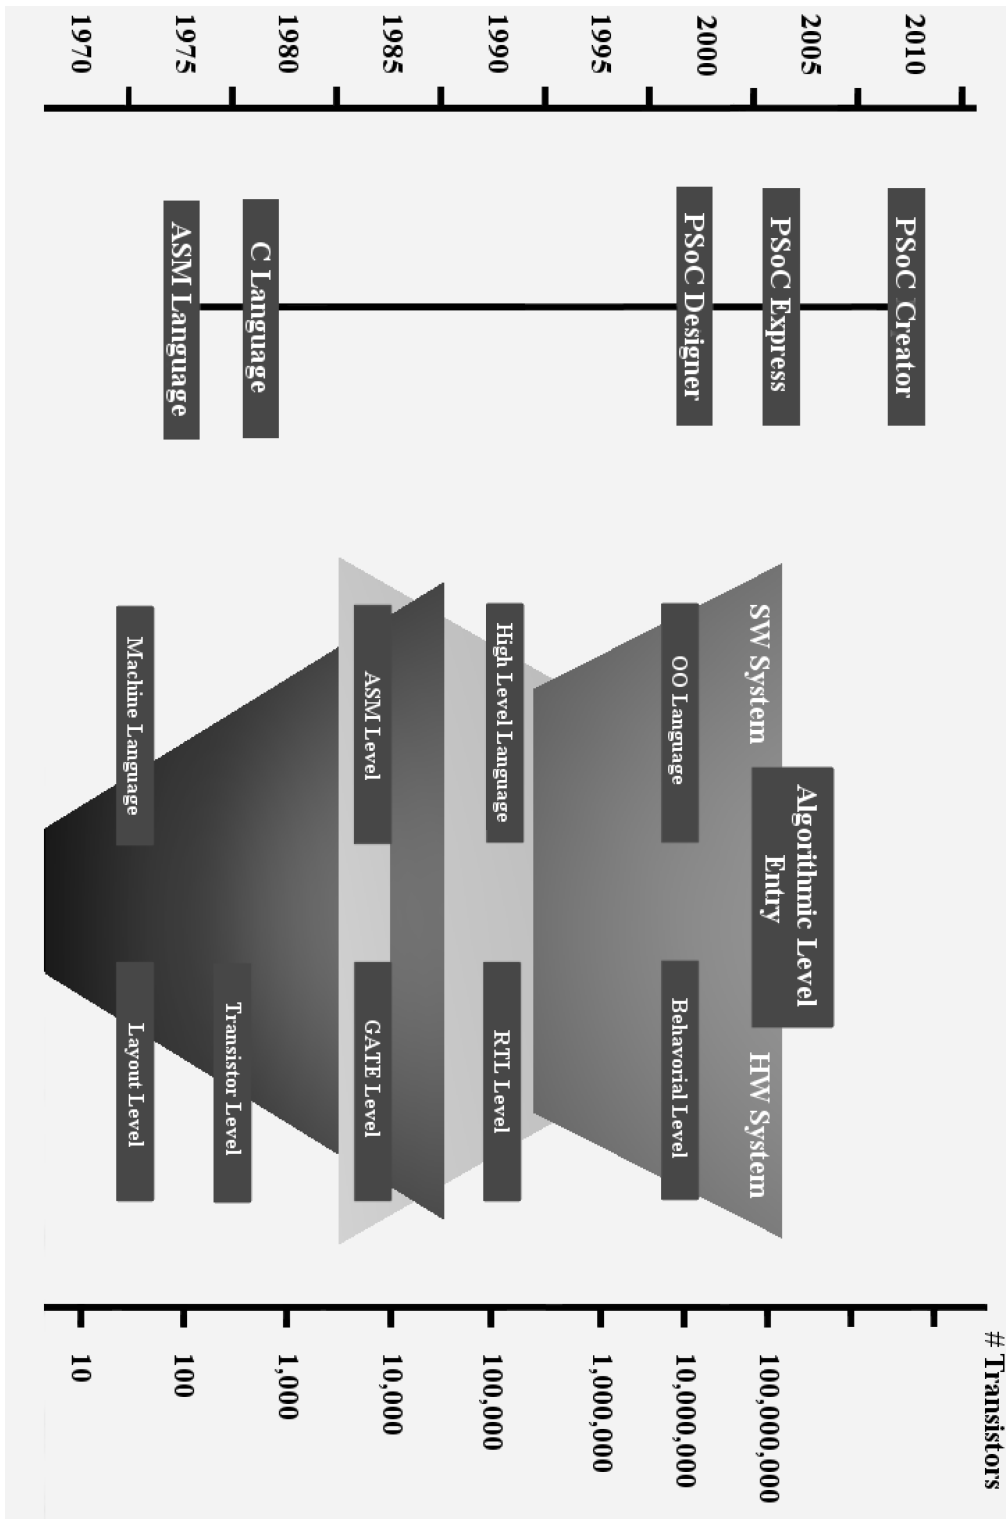 1970
1975
1980
1985
1990
1995
2000
2005
2010
ASM Language
C Language
PSoC Designer
PSoC Express
PSoC Creator
Machine Language
ASM Level
High Level Language
OO Language
SW System
Algorithmic Level
Entry
Layout Level
Transistor Level
GATE Level
RTL Level
Behavorial Level
HW System
10
100
1,000
10,000
100,000
1,000,000
10,000,000
100,000,000
# Transistors